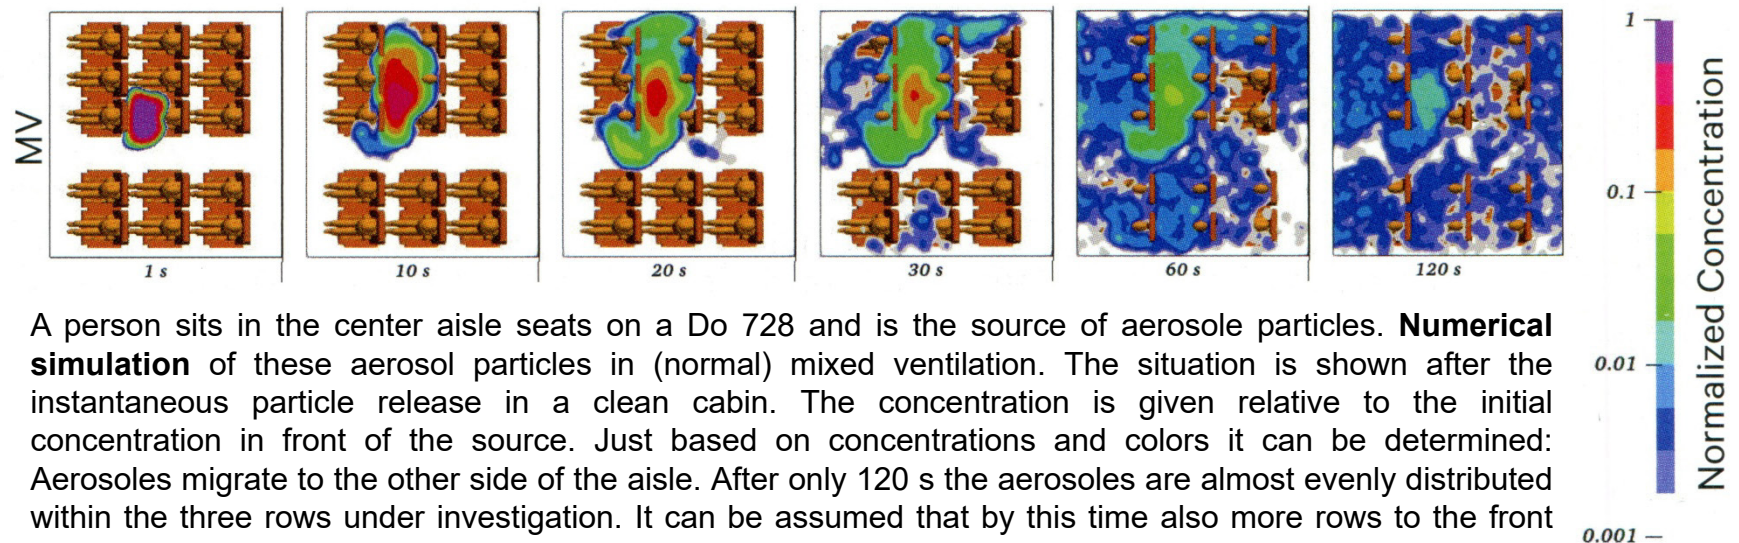 MV
1 s
10 s
20 s
30 s
60 s
120 s
1
0.1
0.01
0.001
Normalized Concentration
A person sits in the center aisle seats on a Do 728 and is the source of aerosole particles. Numerical
simulation of these aerosol particles in (normal) mixed ventilation. The situation is shown after the
instantaneous particle release in a clean cabin. The concentration is given relative to the initial
concentration in front of the source. Just based on concentrations and colors it can be determined:
Aerosoles migrate to the other side of the aisle. After only 120 s the aerosoles are almost evenly distributed
within the three rows under investigation. It can be assumed that by this time also more rows to the front